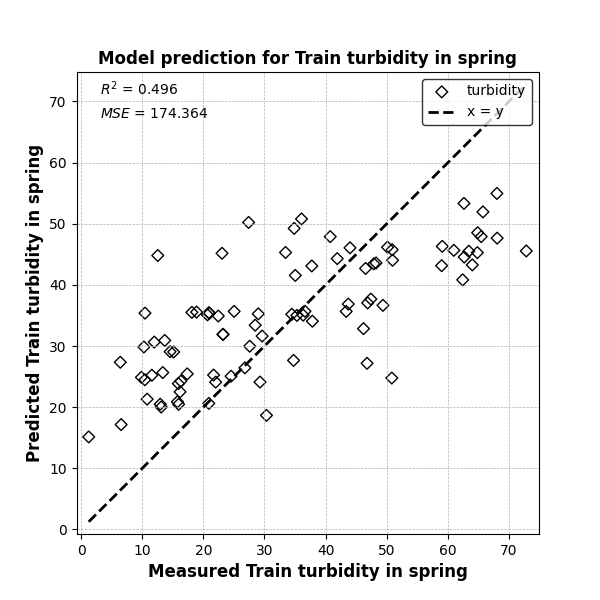 Model prediction for Train turbidity in spring
R² = 0.496
MSE = 174.364
turbidity
x = y
Predicted Train turbidity in spring
70
60
50
40
30
20
10
0
0 10 20 30 40 50 60 70
Measured Train turbidity in spring